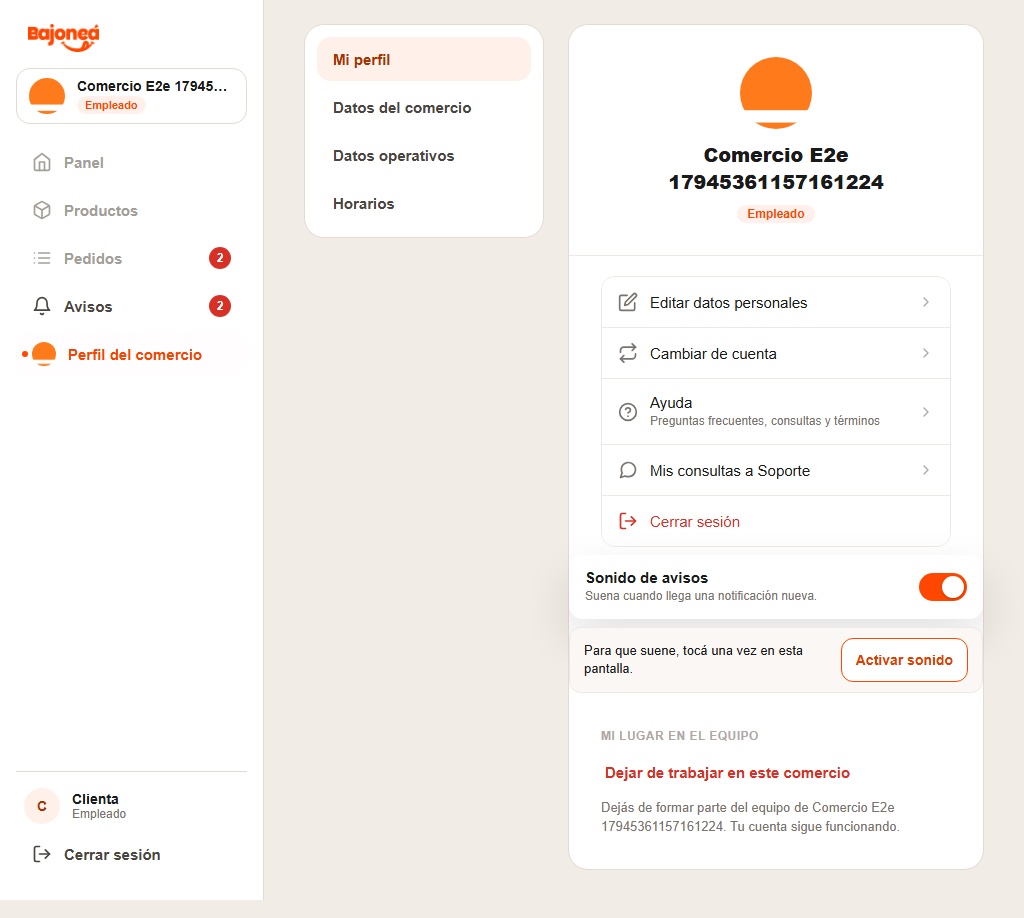 Bajoneá
Comercio E2e 17945…
Empleado
Panel
Productos
Pedidos 2
Avisos 2
Perfil del comercio
C
Clienta
Empleado
Cerrar sesión
Mi perfil
Datos del comercio
Datos operativos
Horarios
Comercio E2e
17945361157161224
Empleado
Editar datos personales
Cambiar de cuenta
Ayuda
Preguntas frecuentes, consultas y términos
Mis consultas a Soporte
Cerrar sesión
Sonido de avisos
Suena cuando llega una notificación nueva.
Para que suene, tocá una vez en esta
pantalla.
Activar sonido
MI LUGAR EN EL EQUIPO
Dejar de trabajar en este comercio
Dejás de formar parte del equipo de Comercio E2e
17945361157161224. Tu cuenta sigue funcionando.